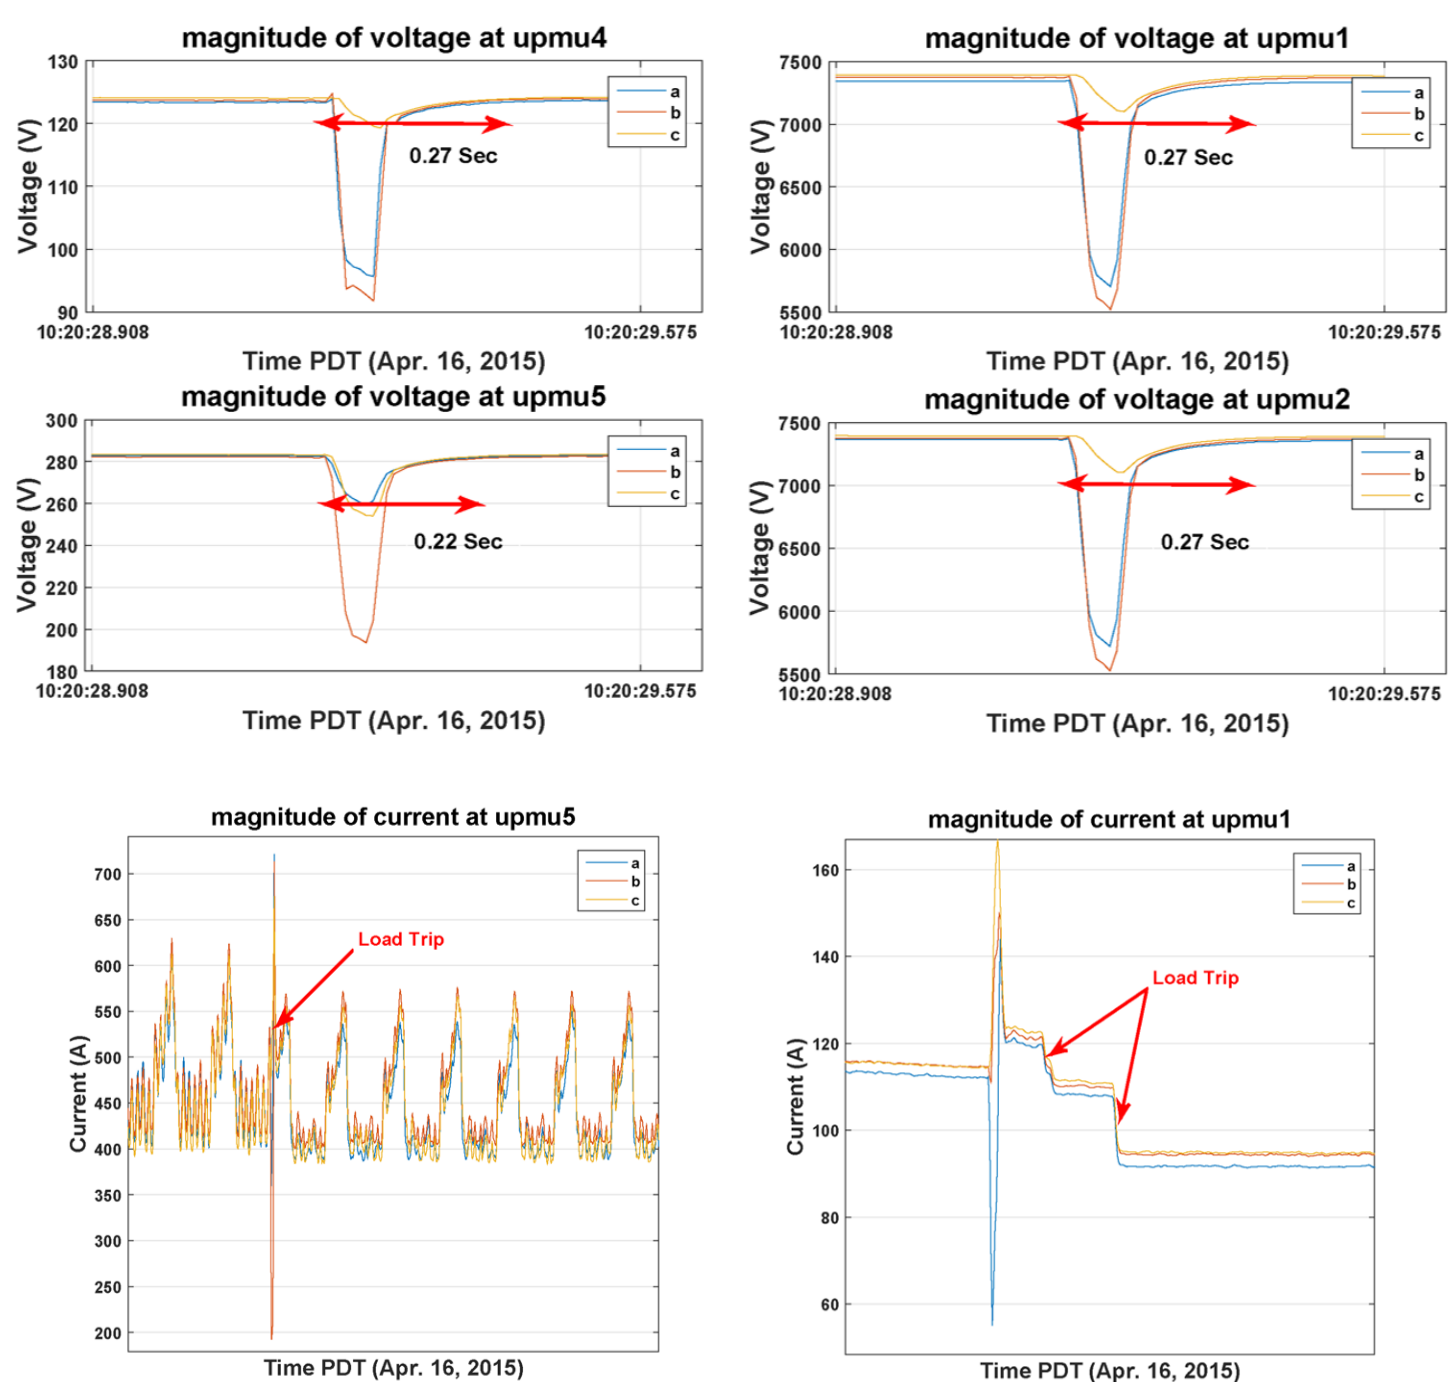 magnitude of voltage at upmu4
130
120
110
100
90
Voltage (V)
a
b
c
0.27 Sec
10:20:28.908
10:20:29.575
Time PDT (Apr. 16, 2015)
magnitude of voltage at upmu1
7500
7000
6500
6000
5500
Voltage (V)
a
b
c
0.27 Sec
10:20:28.908
10:20:29.575
Time PDT (Apr. 16, 2015)
magnitude of voltage at upmu5
300
280
260
240
220
200
180
Voltage (V)
a
b
c
0.22 Sec
10:20:28.908
10:20:29.575
Time PDT (Apr. 16, 2015)
magnitude of voltage at upmu2
7500
7000
6500
6000
5500
Voltage (V)
a
b
c
0.27 Sec
10:20:28.908
10:20:29.575
Time PDT (Apr. 16, 2015)
magnitude of current at upmu5
700
650
600
550
500
450
400
350
300
250
200
Current (A)
a
b
c
Load Trip
Time PDT (Apr. 16, 2015)
magnitude of current at upmu1
160
140
120
100
80
60
Current (A)
a
b
c
Load Trip
Time PDT (Apr. 16, 2015)